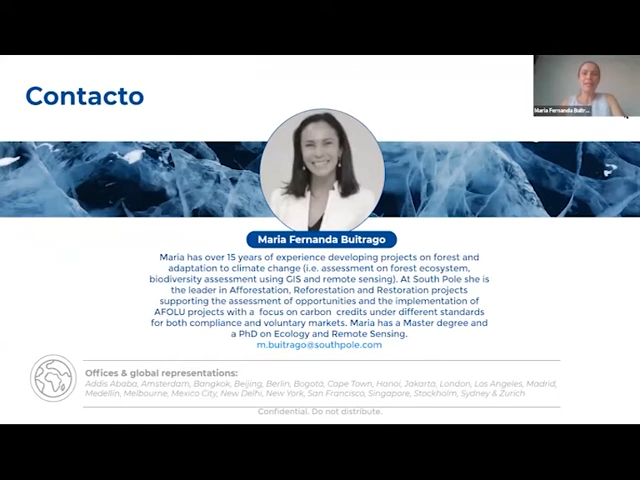 Contacto
Maria Fernanda Buitr...
Maria Fernanda Buitrago
Maria has over 15 years of experience developing projects on forest and
adaptation to climate change (i.e. assessment on forest ecosystem,
biodiversity assessment using GIS and remote sensing). At South Pole she is
the leader in Afforestation, Reforestation and Restoration projects
supporting the assessment of opportunities and the implementation of
AFOLU projects with a focus on carbon credits under different standards
for both compliance and voluntary markets. Maria has a Master degree and
a PhD on Ecology and Remote Sensing.
m.buitrago@southpole.com
Offices & global representations:
Addis Ababa, Amsterdam, Bangkok, Beijing, Berlin, Bogota, Cape Town, Hanoi, Jakarta, London, Los Angeles, Madrid,
Medellin, Melbourne, Mexico City, New Delhi, New York, San Francisco, Singapore, Stockholm, Sydney & Zurich
Confidential. Do not distribute.